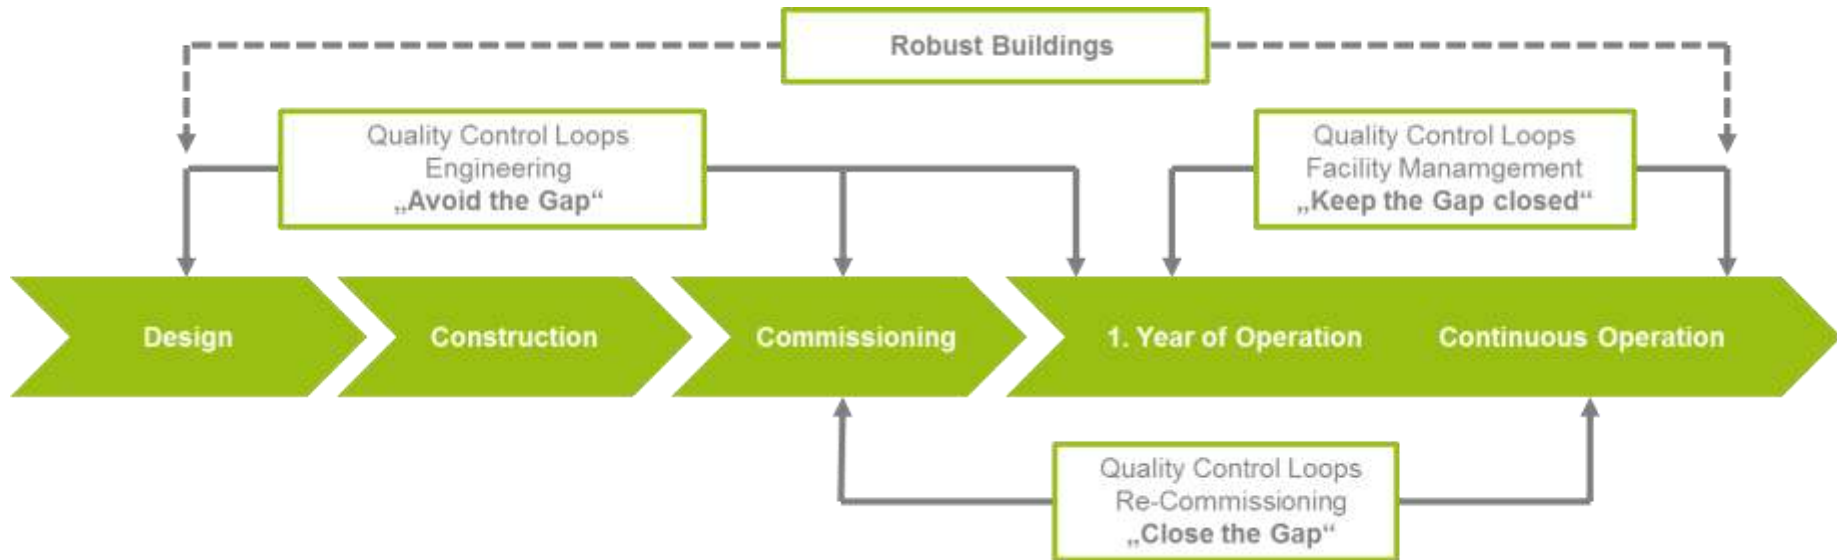 Robust Buildings
Quality Control Loops
Engineering
„Avoid the Gap“
Quality Control Loops
Facility Manamgement
„Keep the Gap closed“
Design
Construction
Commissioning
1. Year of Operation
Continuous Operation
Quality Control Loops
Re-Commissioning
„Close the Gap“